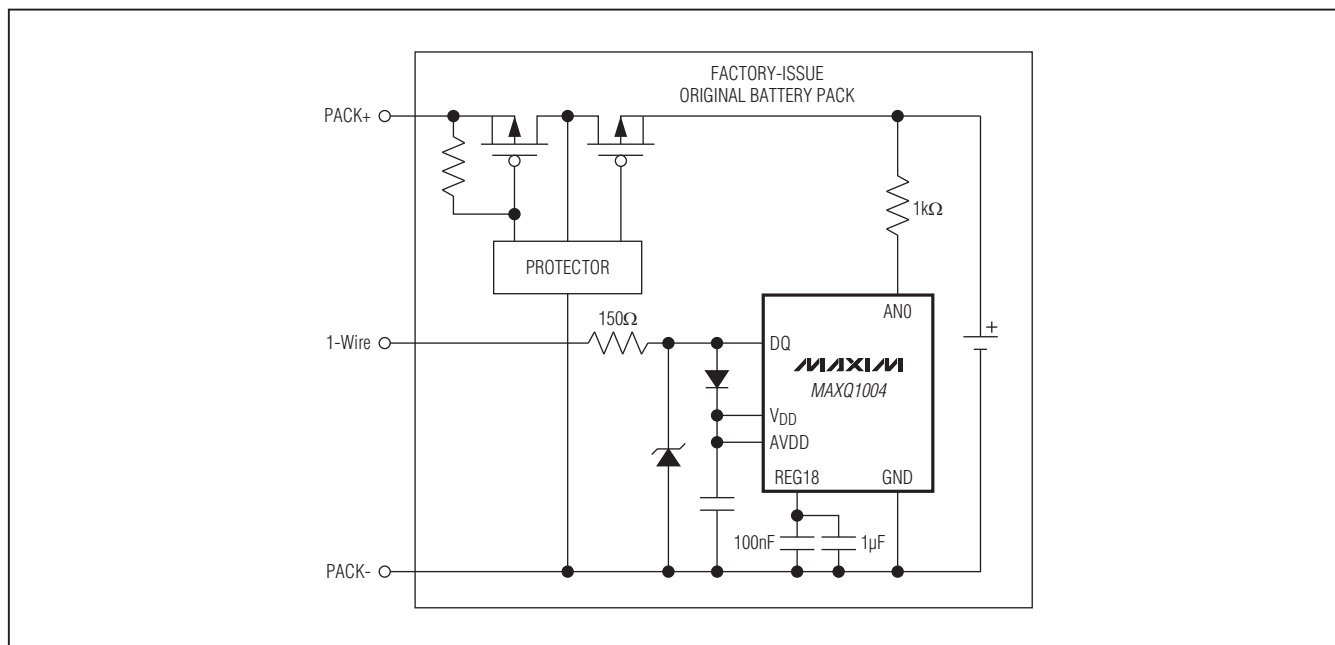 FACTORY-ISSUE
ORIGINAL BATTERY PACK
PACK+
1kΩ
PROTECTOR
AN0
150Ω
+
1-Wire
DQ
MAXIM
MAXQ1004
VDD
AVDD
REG18
GND
100nF
1µF
PACK-